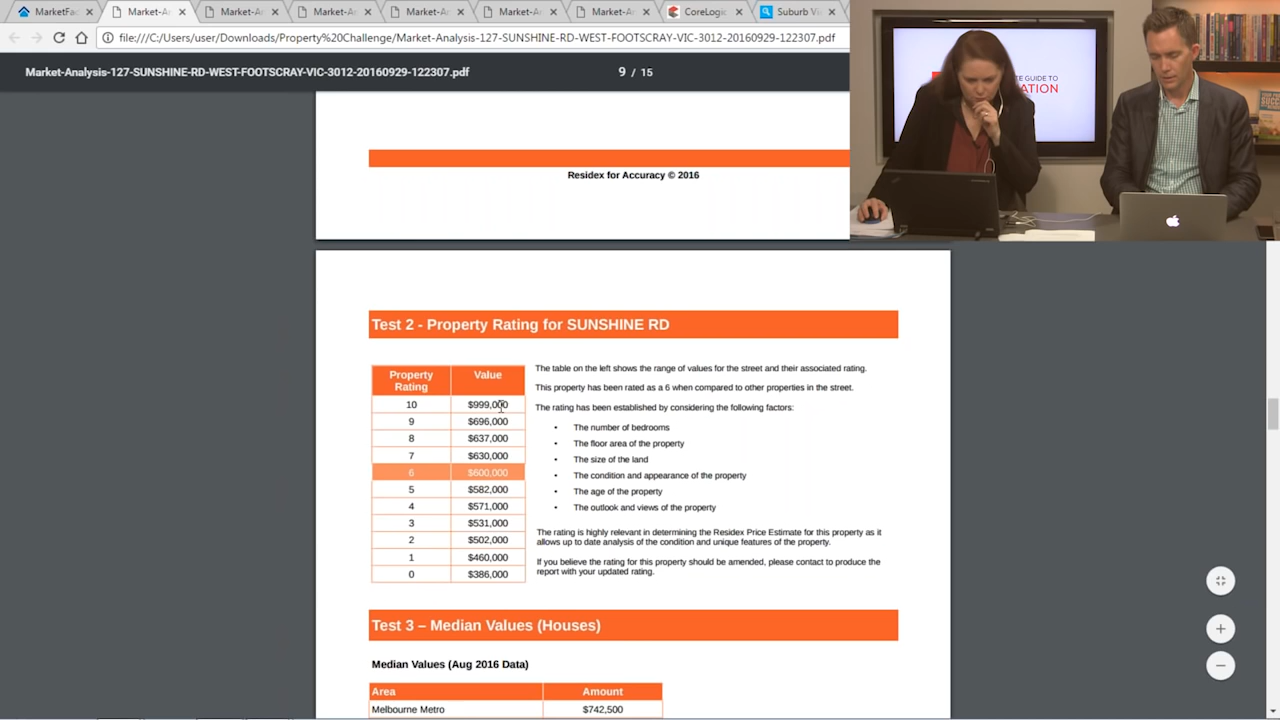 MarketFac
Market-A
Market-A
Market-A
Market-A
Market-A
Market-A
CoreLogic
Suburb
file:///C:/Users/user/Downloads/Property%20Challenge/Market-Analysis-127-SUNSHINE-RD-WEST-FOOTSCRAY-VIC-3012-20160929-122307.pdf
Market-Analysis-127-SUNSHINE-RD-WEST-FOOTSCRAY-VIC-3012-20160929-122307.pdf
9 / 15
TE GUIDE TO
ATION
Residex for Accuracy © 2016
Test 2 - Property Rating for SUNSHINE RD
Property Rating Value
10 $999,000
9 $696,000
8 $637,000
7 $630,000
6 $600,000
5 $582,000
4 $571,000
3 $531,000
2 $502,000
1 $460,000
0 $386,000
The table on the left shows the range of values for the street and their associated rating.
This property has been rated as a 6 when compared to other properties in the street.
The rating has been established by considering the following factors:
• The number of bedrooms
• The floor area of the property
• The size of the land
• The condition and appearance of the property
• The age of the property
• The outlook and views of the property
The rating is highly relevant in determining the Residex Price Estimate for this property as it
allows up to date analysis of the condition and unique features of the property.
If you believe the rating for this property should be amended, please contact to produce the
report with your updated rating.
Test 3 – Median Values (Houses)
Median Values (Aug 2016 Data)
Area Amount
Melbourne Metro $742,500